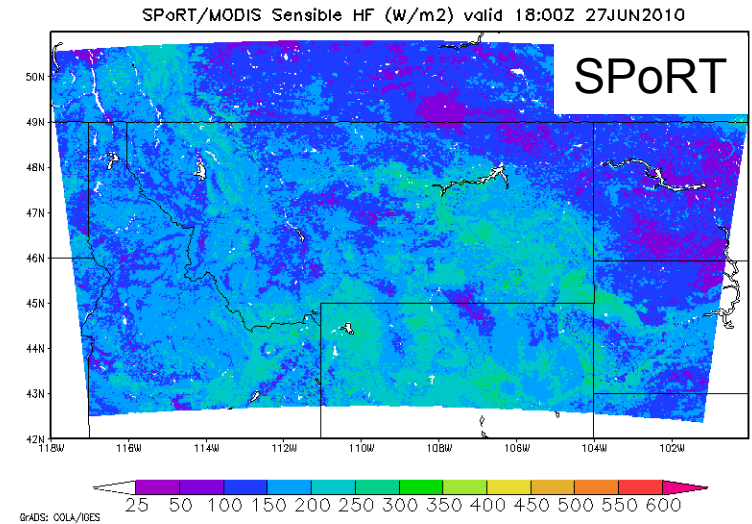 SPoRT/MODIS Sensible HF (W/m2) valid 18:00Z 27JUN2010
SPoRT
50N
49N
48N
47N
46N
45N
44N
43N
42N
118W 116W 114W 112W 110W 108W 106W 104W 102W
25 50 100 150 200 250 300 350 400 450 500 550 600
GrADS: COLA/IGES